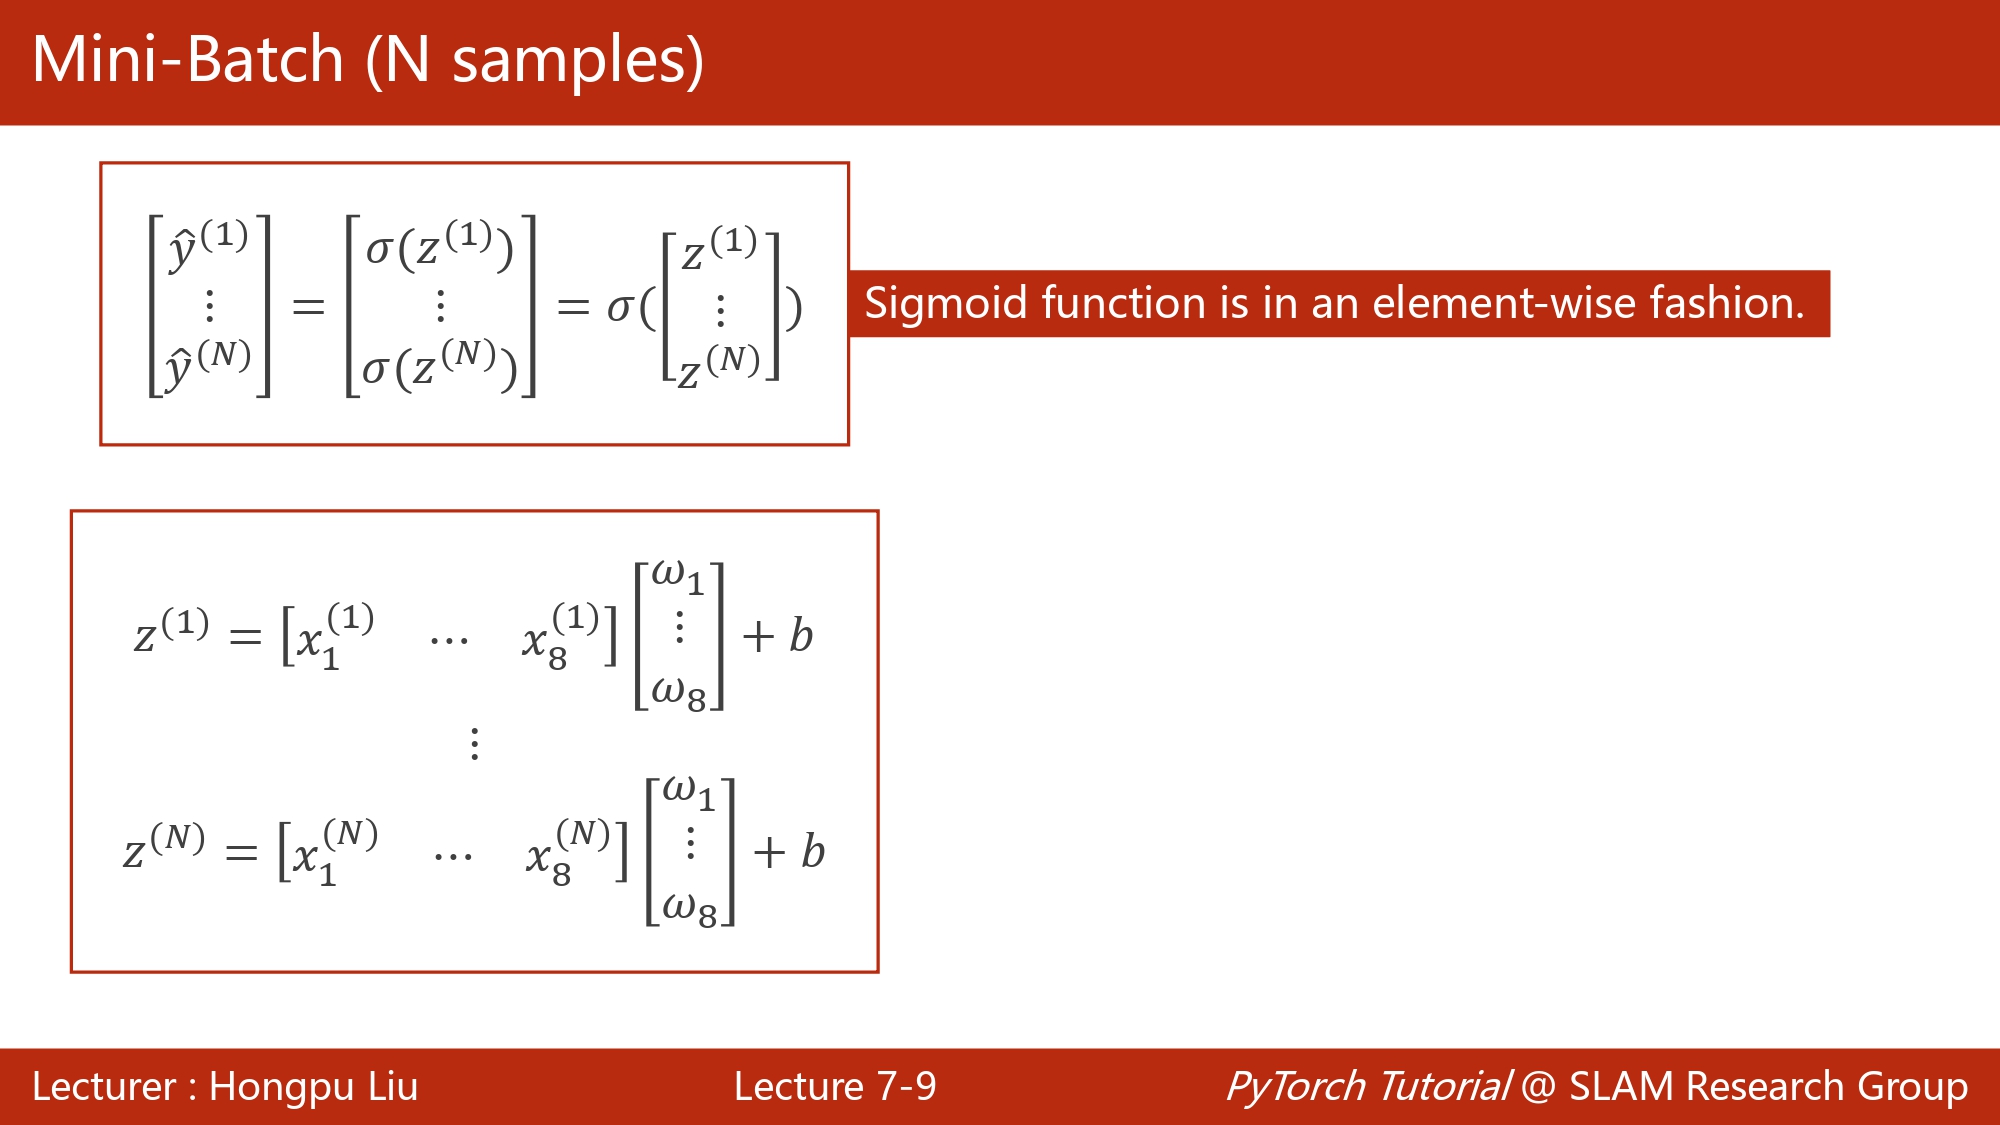 Mini-Batch (N samples)
$$\begin{bmatrix} \hat{y}^{(1)} \\ \vdots \\ \hat{y}^{(N)} \end{bmatrix} = \begin{bmatrix} \sigma(z^{(1)}) \\ \vdots \\ \sigma(z^{(N)}) \end{bmatrix} = \sigma(\begin{bmatrix} z^{(1)} \\ \vdots \\ z^{(N)} \end{bmatrix})$$
Sigmoid function is in an element-wise fashion.
$$z^{(1)} = \begin{bmatrix} x_1^{(1)} & \cdots & x_8^{(1)} \end{bmatrix} \begin{bmatrix} \omega_1 \\ \vdots \\ \omega_8 \end{bmatrix} + b$$
$$\vdots$$
$$z^{(N)} = \begin{bmatrix} x_1^{(N)} & \cdots & x_8^{(N)} \end{bmatrix} \begin{bmatrix} \omega_1 \\ \vdots \\ \omega_8 \end{bmatrix} + b$$
Lecturer : Hongpu Liu
Lecture 7-9
PyTorch Tutorial @ SLAM Research Group